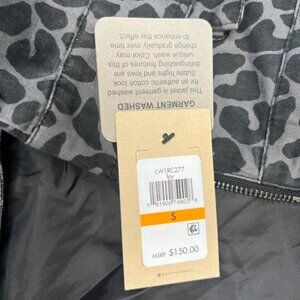 GARMENT WASHED
This jacket is garment washed
for an authentic cotton look.
Subtle highs and lows are
distinguishing features of this
unique wash. Color may
change gradually over time
to enhance this effect.
LW1RC277
S
MSRP $150.00